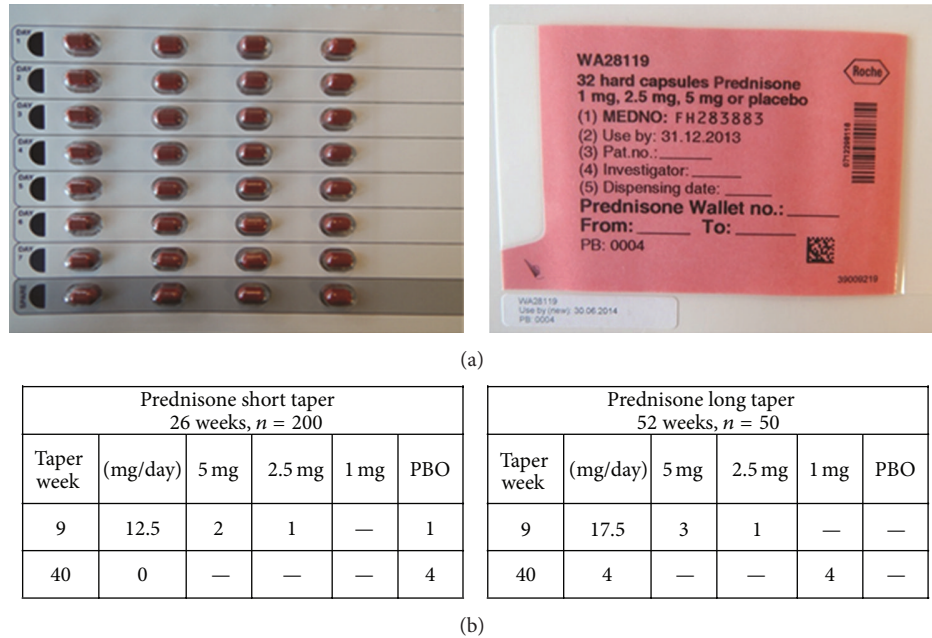 DAY
1
DAY
2
DAY
3
DAY
4
DAY
5
DAY
6
DAY
7
SPARE
WA28119
32 hard capsules Prednisone
1 mg, 2.5 mg, 5 mg or placebo
(1) MEDNO: FH283883
(2) Use by: 31.12.2013
(3) Pat.no.:
(4) Investigator:
(5) Dispensing date:
Prednisone Wallet no.:
From: To:
PB: 0004
Roche
0712298118
39009219
WA28119
Use by (new): 30.06.2014
PB: 0004
(a)
Prednisone short taper
26 weeks, n = 200
Taper week (mg/day) 5 mg 2.5 mg 1 mg PBO
9 12.5 2 1 — 1
40 0 — — — 4
Prednisone long taper
52 weeks, n = 50
Taper week (mg/day) 5 mg 2.5 mg 1 mg PBO
9 17.5 3 1 — —
40 4 — — 4 —
(b)